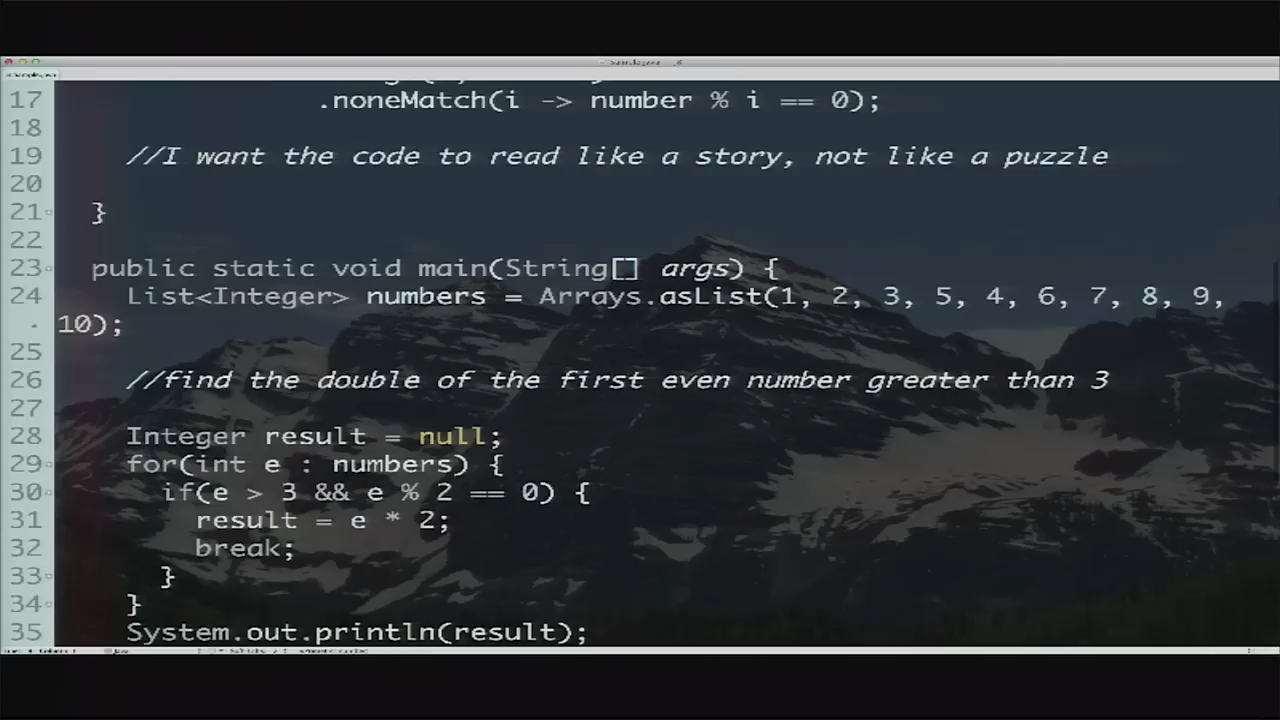 17 .noneMatch(i -> number % i == 0);
18
19 //I want the code to read like a story, not like a puzzle
20
21 }
22
23 public static void main(String[] args) {
24 List<Integer> numbers = Arrays.asList(1, 2, 3, 5, 4, 6, 7, 8, 9,
10);
25
26 //find the double of the first even number greater than 3
27
28 Integer result = null;
29 for(int e : numbers) {
30 if(e > 3 && e % 2 == 0) {
31 result = e * 2;
32 break;
33 }
34 }
35 System.out.println(result);